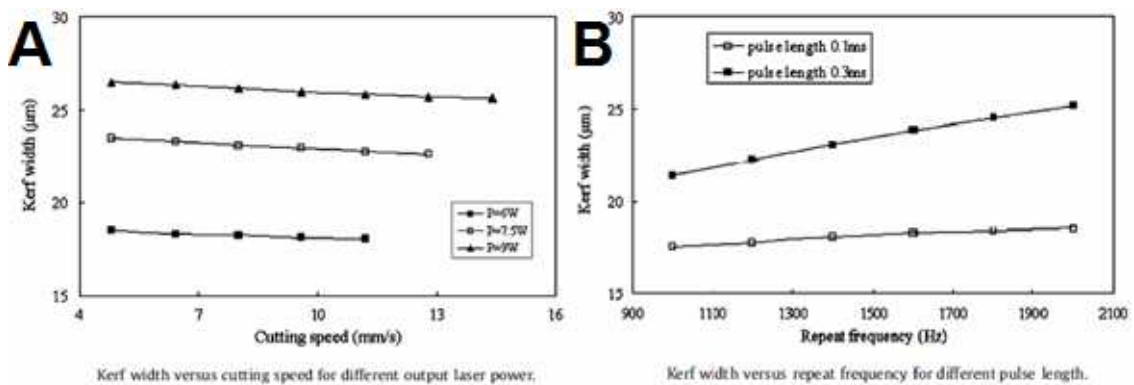 A
30
25
20
15
Kerf width (μm)
P=6W
P=7.5W
P=9W
4 7 10 13 16
Cutting speed (mm/s)
Kerf width versus cutting speed for different output laser power.
B
30
25
20
15
Kerf width (μm)
pulse length 0.1ms
pulse length 0.3ms
900 1100 1300 1500 1700 1900 2100
Repeat frequency (Hz)
Kerf width versus repeat frequency for different pulse length.